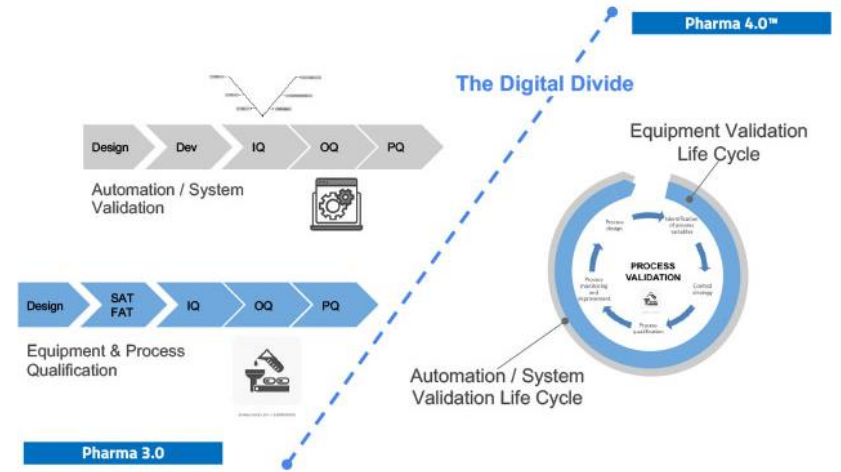 Pharma 4.0™
The Digital Divide
Design
Dev
IQ
OQ
PQ
Automation / System
Validation
Equipment Validation
Life Cycle
Process
design
Identification
of process
variables
PROCESS
VALIDATION
Process
monitoring
and
improvement
Control
strategy
Process
qualification
Design
SAT
FAT
IQ
OQ
PQ
Equipment & Process
Qualification
Automation / System
Validation Life Cycle
Pharma 3.0